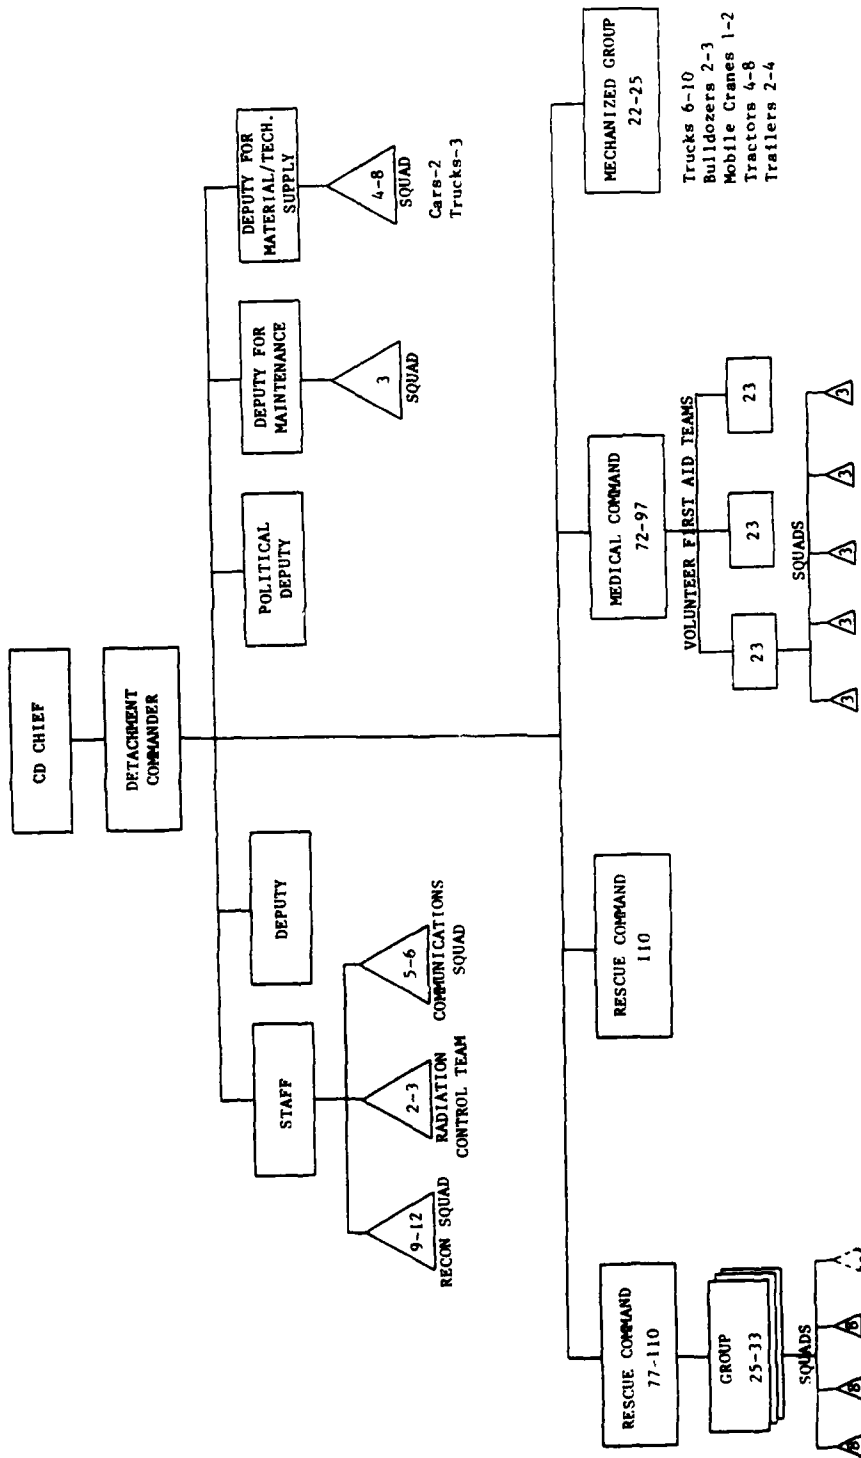 CD CHIEF
DETACHMENT
COMMANDER
STAFF
DEPUTY
POLITICAL
DEPUTY
DEPUTY FOR
MAINTENANCE
DEPUTY FOR
MATERIAL/TECH.
SUPPLY
9-12
RECON SQUAD
2-3
RADIATION
CONTROL TEAM
5-6
COMMUNICATIONS
SQUAD
3
SQUAD
4-8
SQUAD
Cars-2
Trucks-3
RESCUE COMMAND
77-110
GROUP
25-33
SQUADS
8
8
8
RESCUE COMMAND
110
MEDICAL COMMAND
72-97
VOLUNTEER FIRST AID TEAMS
23
23
23
SQUADS
3
3
3
3
3
MECHANIZED GROUP
22-25
Trucks 6-10
Bulldozers 2-3
Mobile Cranes 1-2
Tractors 4-8
Trailers 2-4